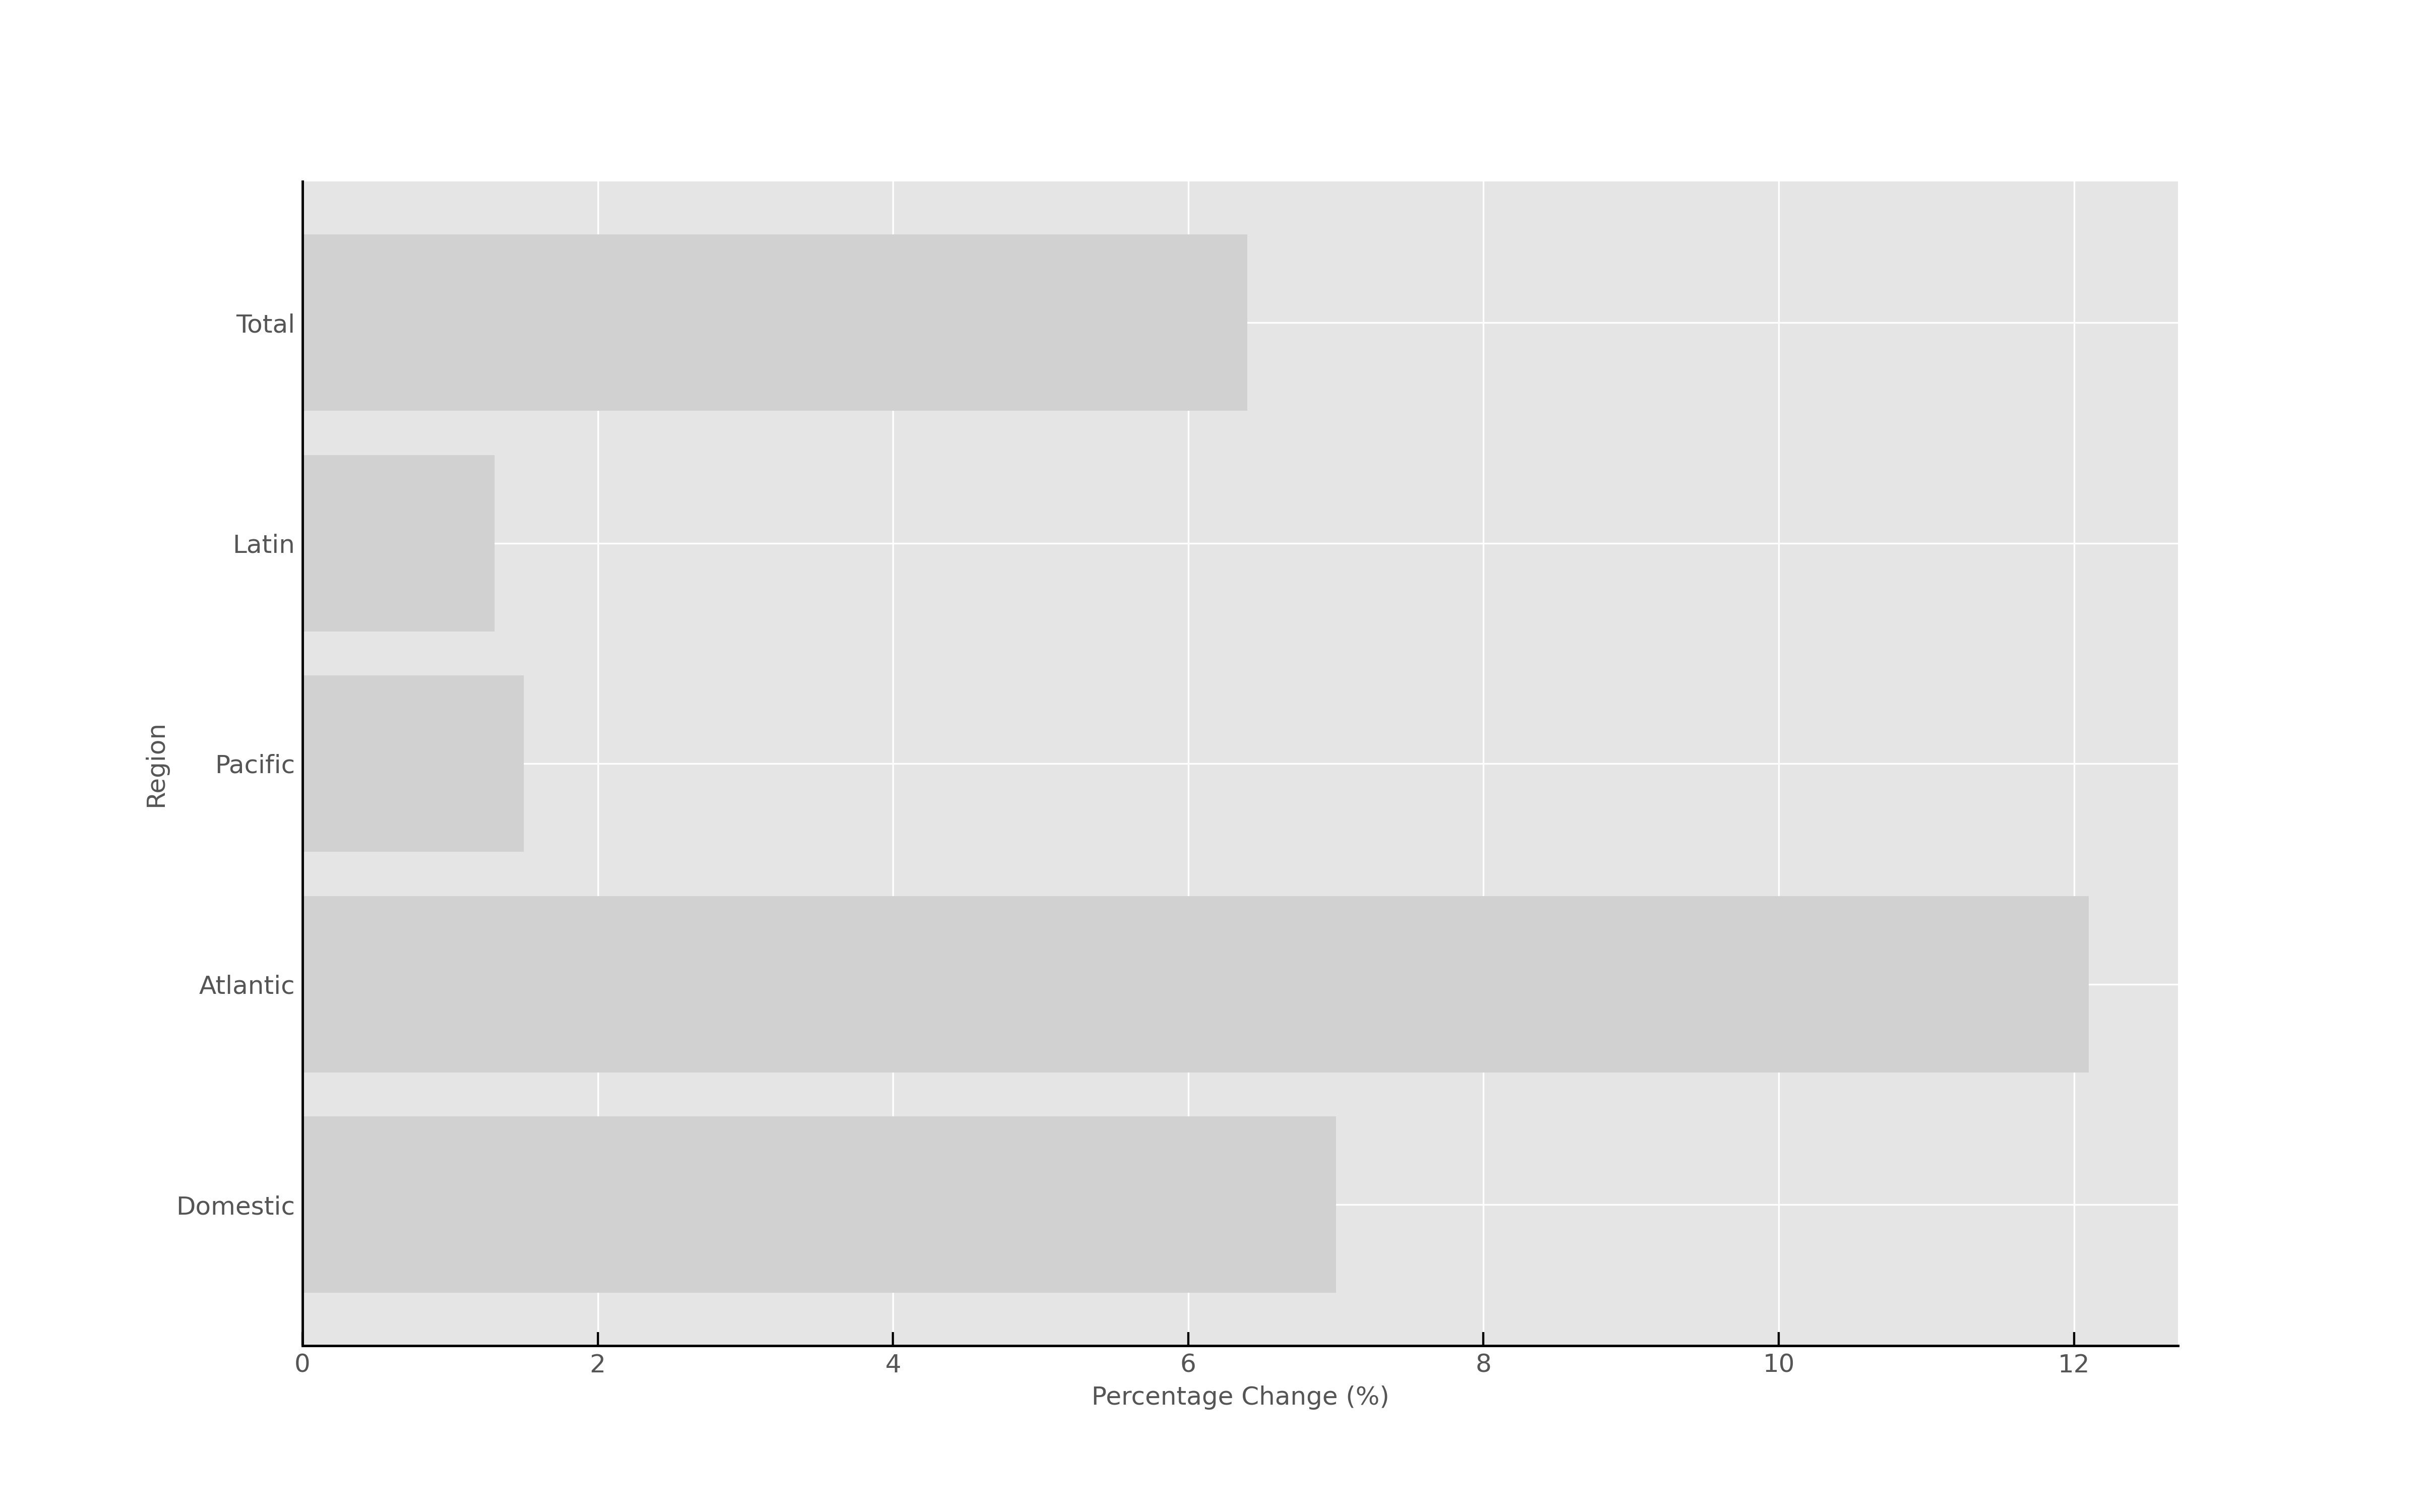 Total
Latin
Pacific
Atlantic
Domestic
Region
0 2 4 6 8 10 12
Percentage Change (%)